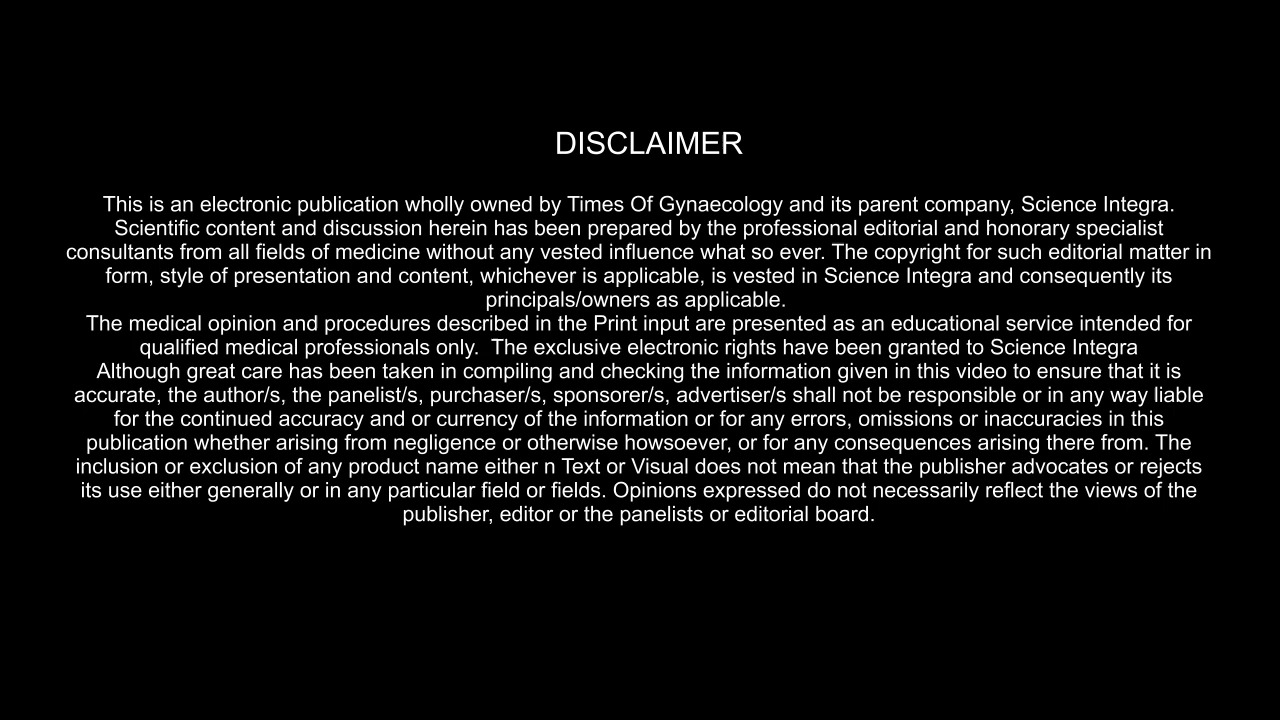 DISCLAIMER
This is an electronic publication wholly owned by Times Of Gynaecology and its parent company, Science Integra.
Scientific content and discussion herein has been prepared by the professional editorial and honorary specialist
consultants from all fields of medicine without any vested influence what so ever. The copyright for such editorial matter in
form, style of presentation and content, whichever is applicable, is vested in Science Integra and consequently its
principals/owners as applicable.
The medical opinion and procedures described in the Print input are presented as an educational service intended for
qualified medical professionals only.  The exclusive electronic rights have been granted to Science Integra
Although great care has been taken in compiling and checking the information given in this video to ensure that it is
accurate, the author/s, the panelist/s, purchaser/s, sponsorer/s, advertiser/s shall not be responsible or in any way liable
for the continued accuracy and or currency of the information or for any errors, omissions or inaccuracies in this
publication whether arising from negligence or otherwise howsoever, or for any consequences arising there from. The
inclusion or exclusion of any product name either n Text or Visual does not mean that the publisher advocates or rejects
its use either generally or in any particular field or fields. Opinions expressed do not necessarily reflect the views of the
publisher, editor or the panelists or editorial board.